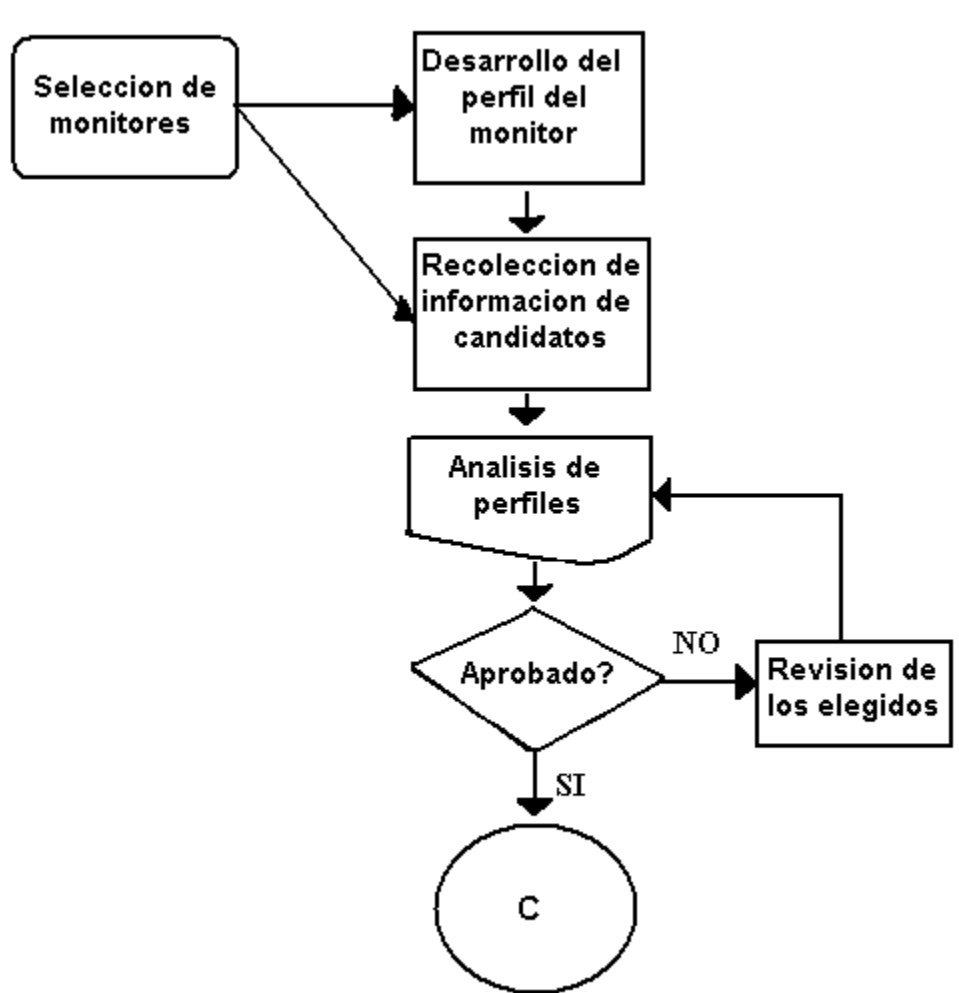 Seleccion de
monitores
Desarrollo del
perfil del
monitor
Recoleccion de
informacion de
candidatos
Analisis de
perfiles
Aprobado?
NO
Revision de
los elegidos
SI
C